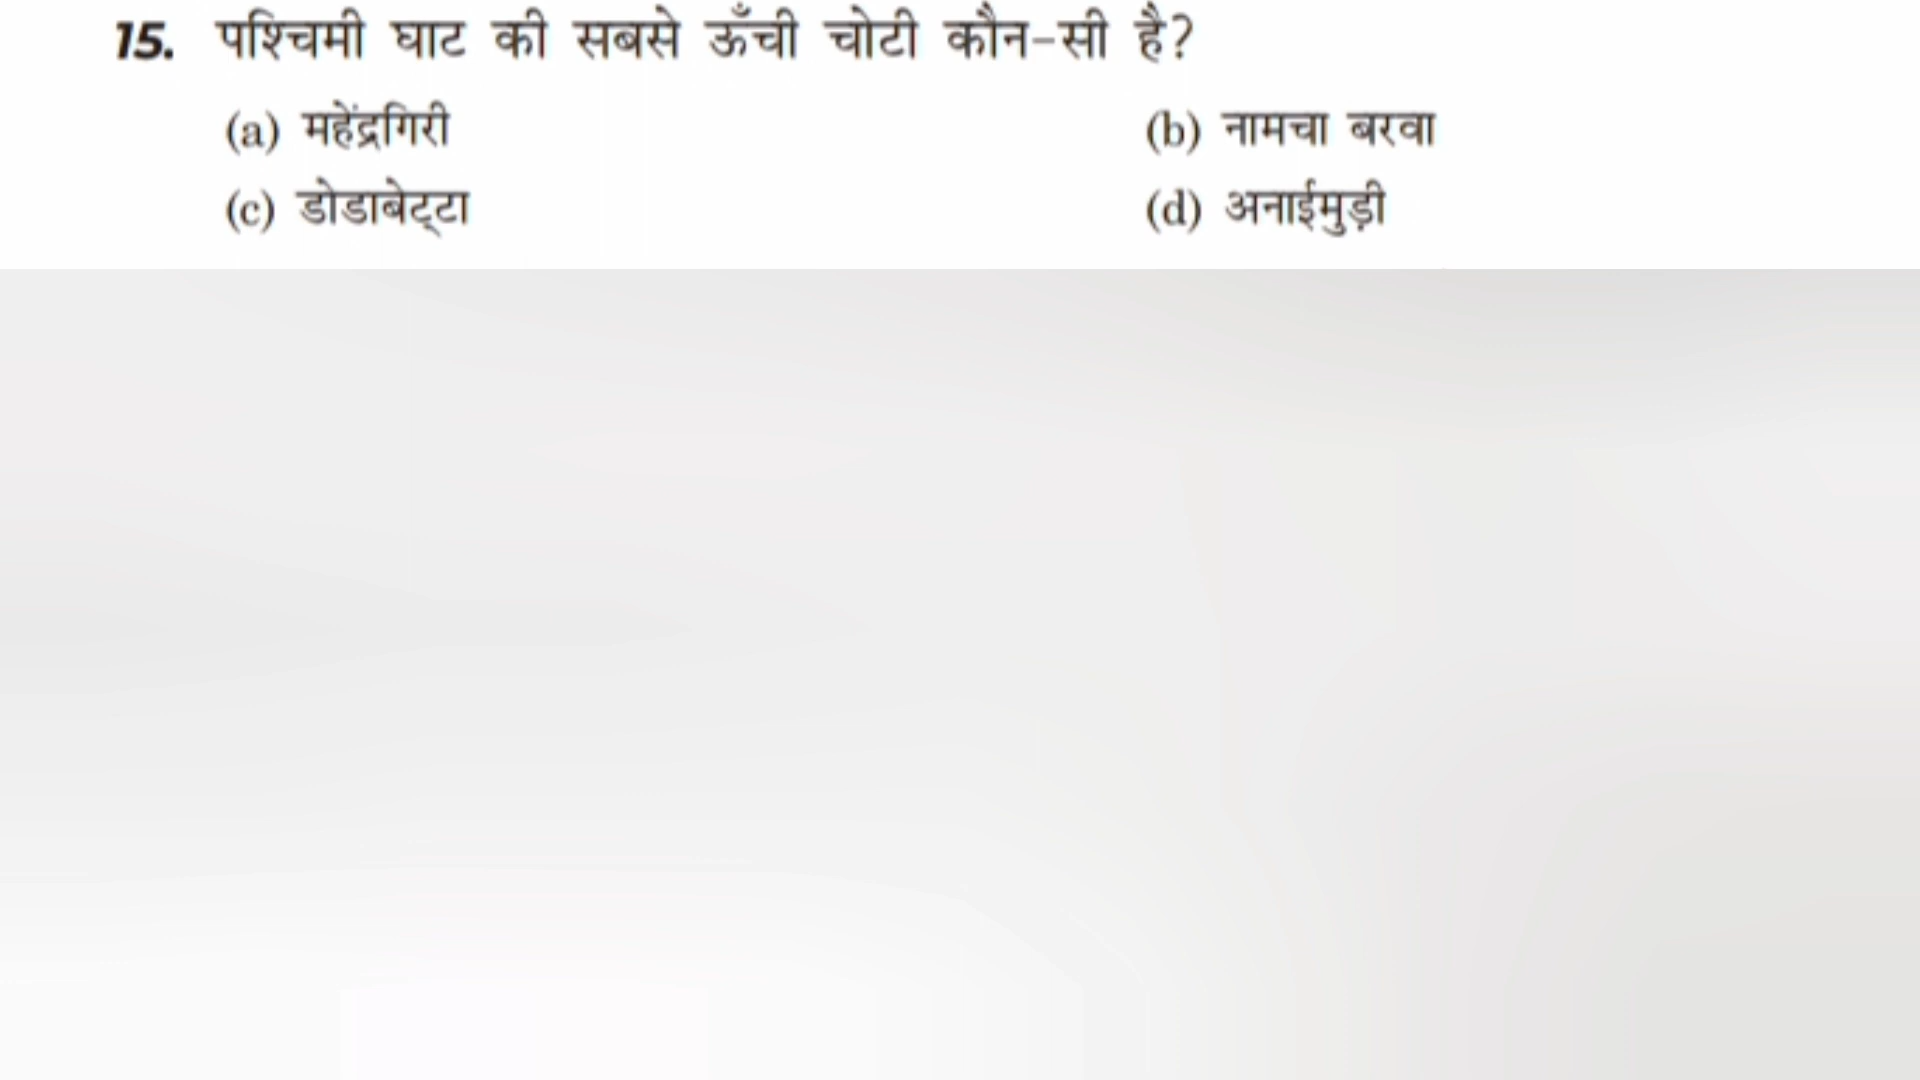 15. पश्चिमी घाट की सबसे ऊँची चोटी कौन-सी है?
(a) महेंद्रगिरी (b) नामचा बरवा
(c) डोडाबेट्टा (d) अनाईमुड़ी